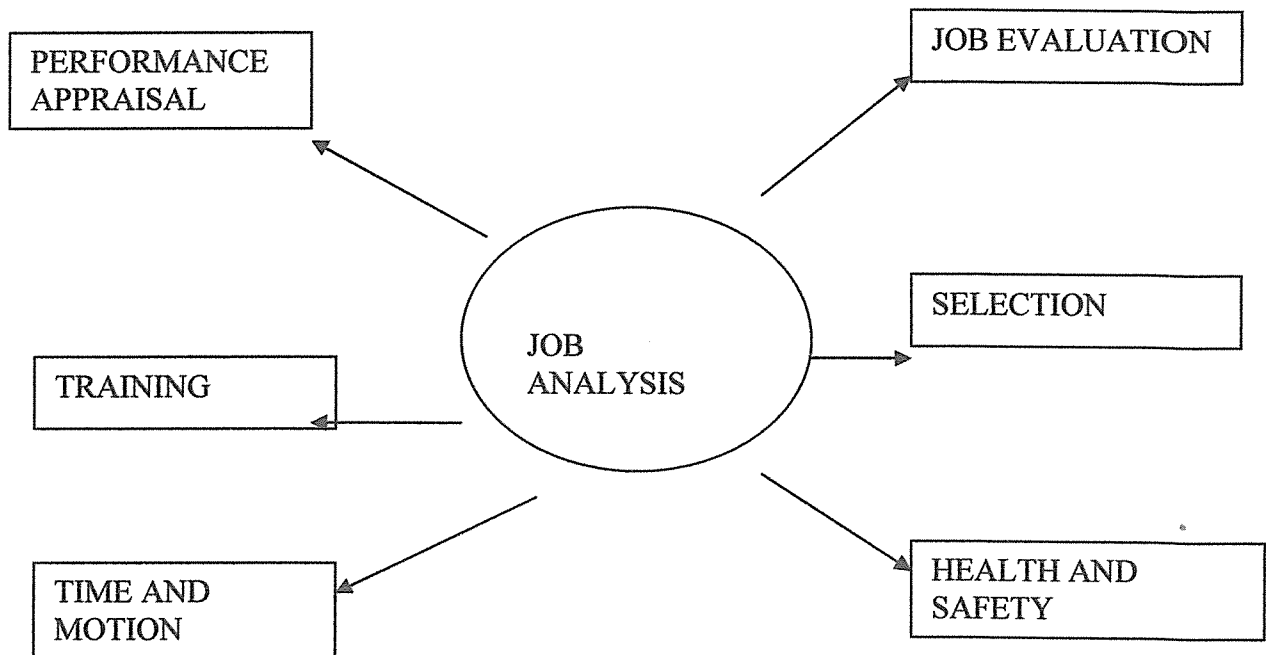 PERFORMANCE
APPRAISAL
JOB EVALUATION
SELECTION
JOB
ANALYSIS
TRAINING
TIME AND
MOTION
HEALTH AND
SAFETY